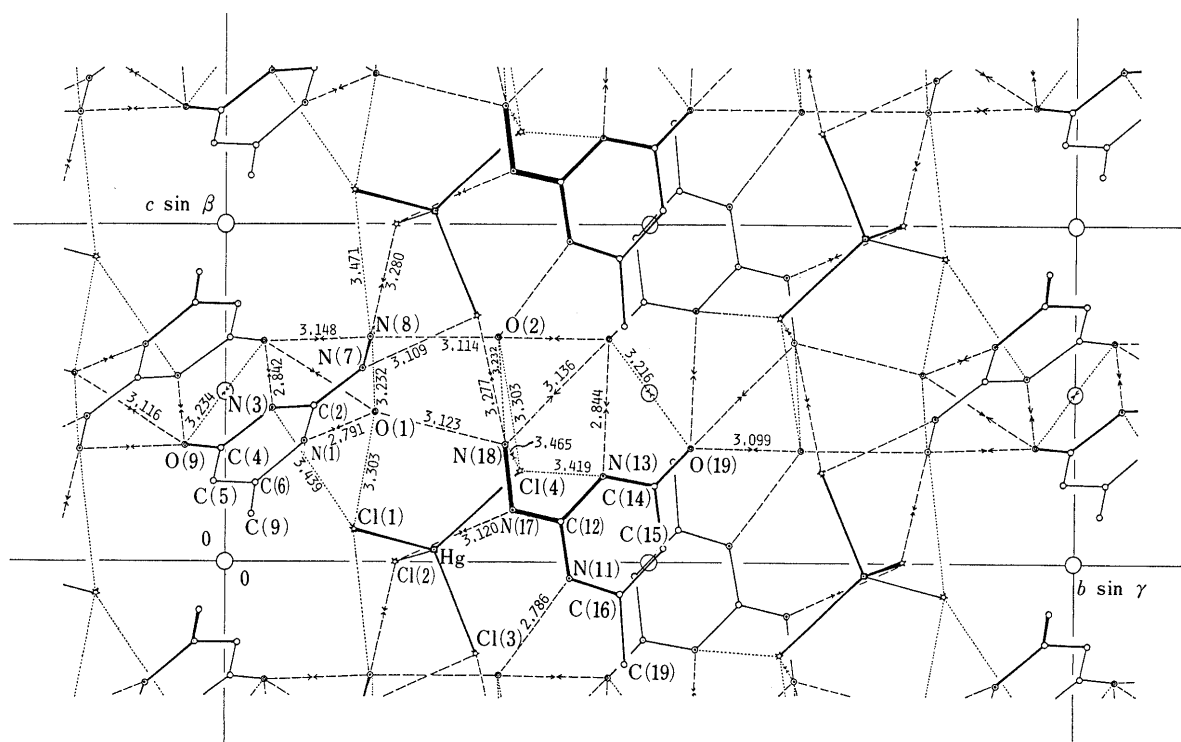 c sin β
3.471
3.280
3.148
N(8)
O(2)
N(7)
3.109
3.114
3.232
3.232
3.277
3.303
3.136
3.216
2.842
3.234
N(3)
C(2)
3.116
O(1)
3.123
2.844
2.791
N(1)
O(9)
C(4)
N(18)
3.465
3.099
O(19)
3.439
3.303
3.419
N(13)
C(5)
C(6)
Cl(4)
C(14)
C(9)
Cl(1)
N(17)
C(12)
C(15)
3.120
0
Hg
0
Cl(2)
N(11)
C(16)
b sin γ
2.786
Cl(3)
C(19)